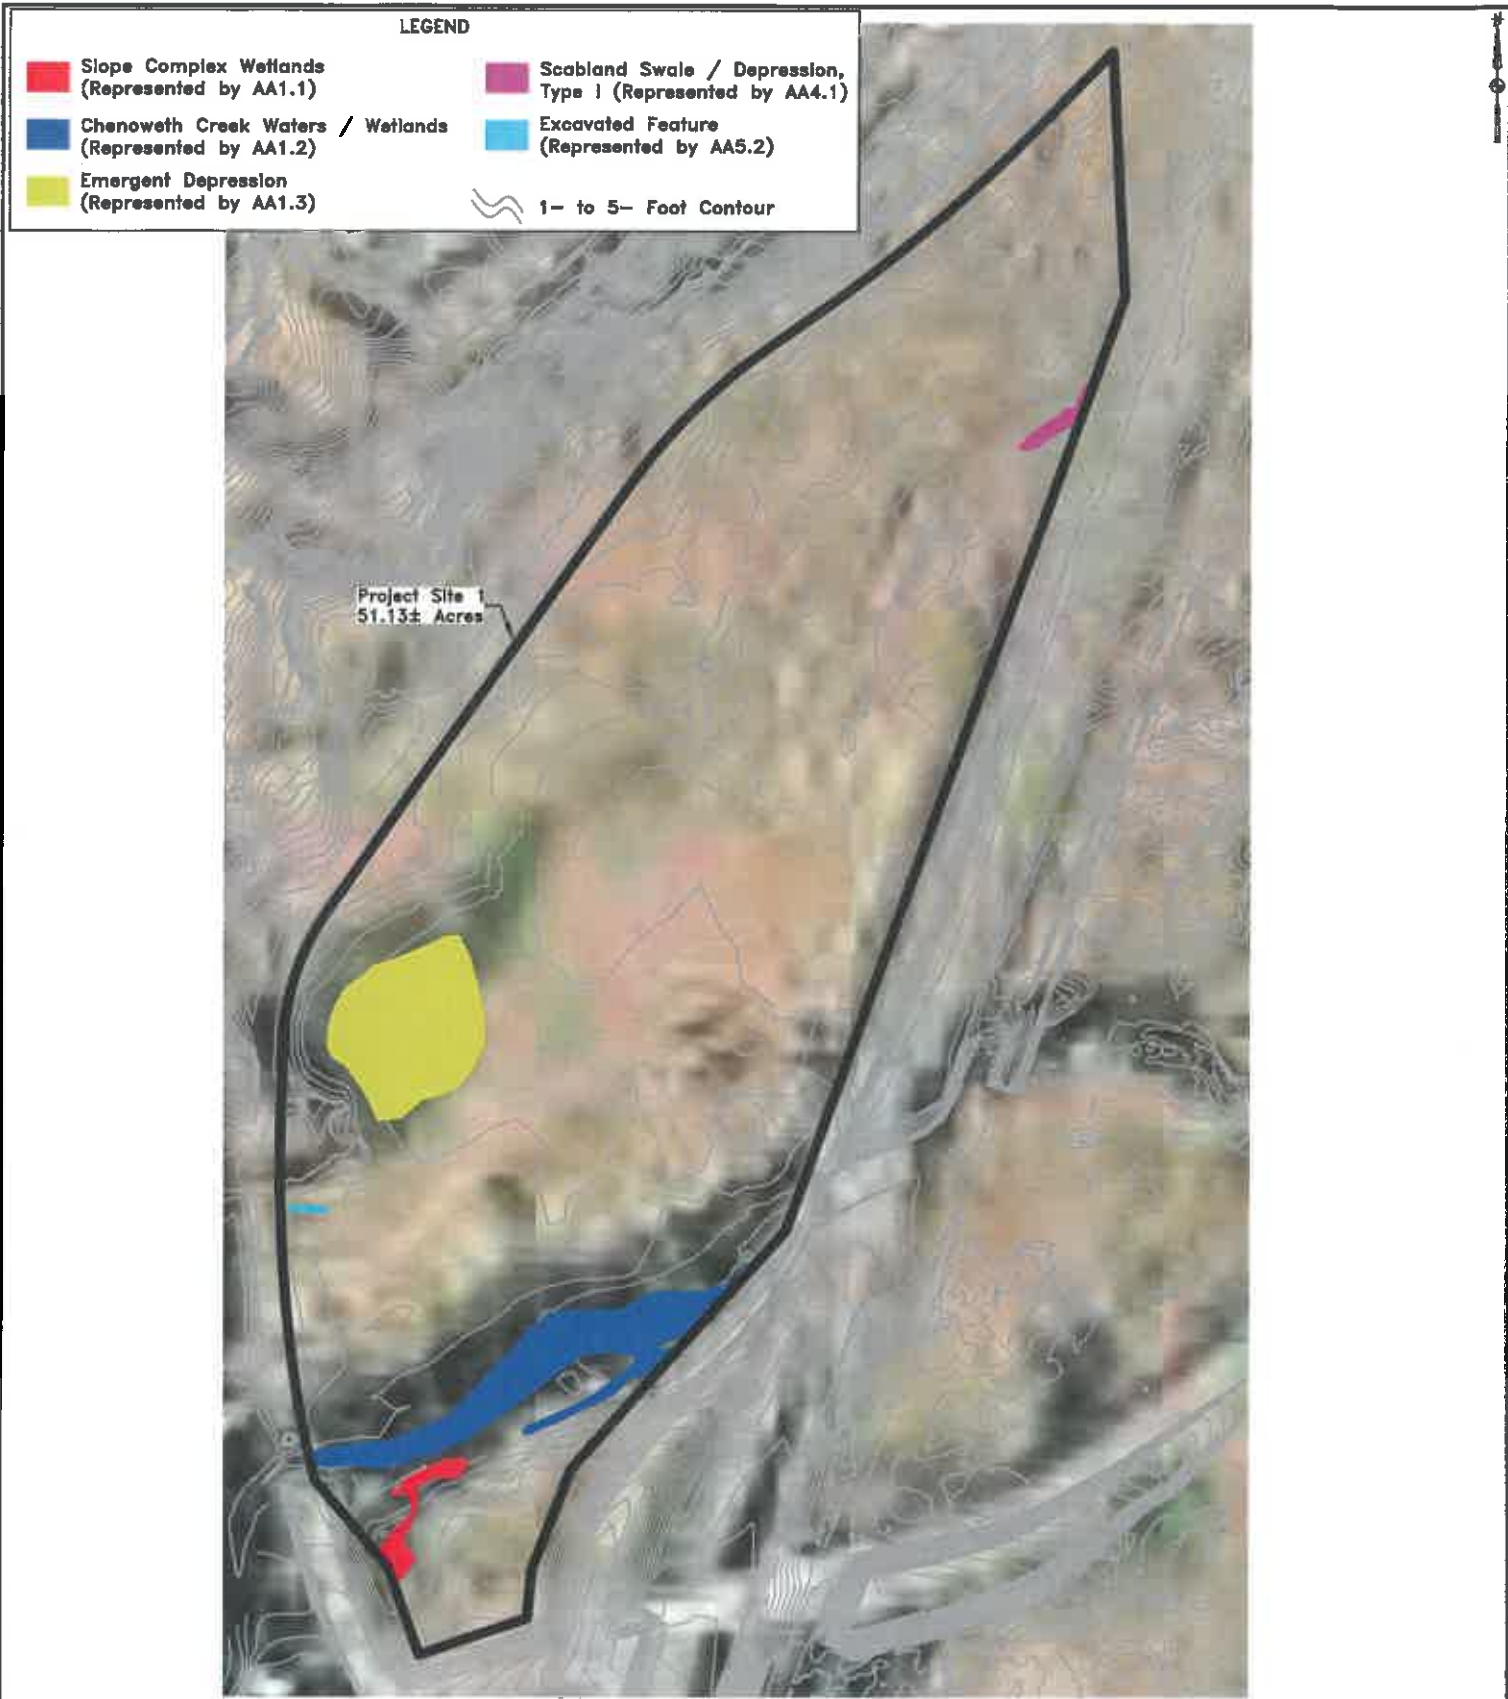 LEGEND
Slope Complex Wetlands
(Represented by AA1.1)
Chenoweth Creek Waters / Wetlands
(Represented by AA1.2)
Emergent Depression
(Represented by AA1.3)
Scabland Swale / Depression,
Type I (Represented by AA4.1)
Excavated Feature
(Represented by AA5.2)
1- to 5- Foot Contour
Project Site 1
51.13± Acres